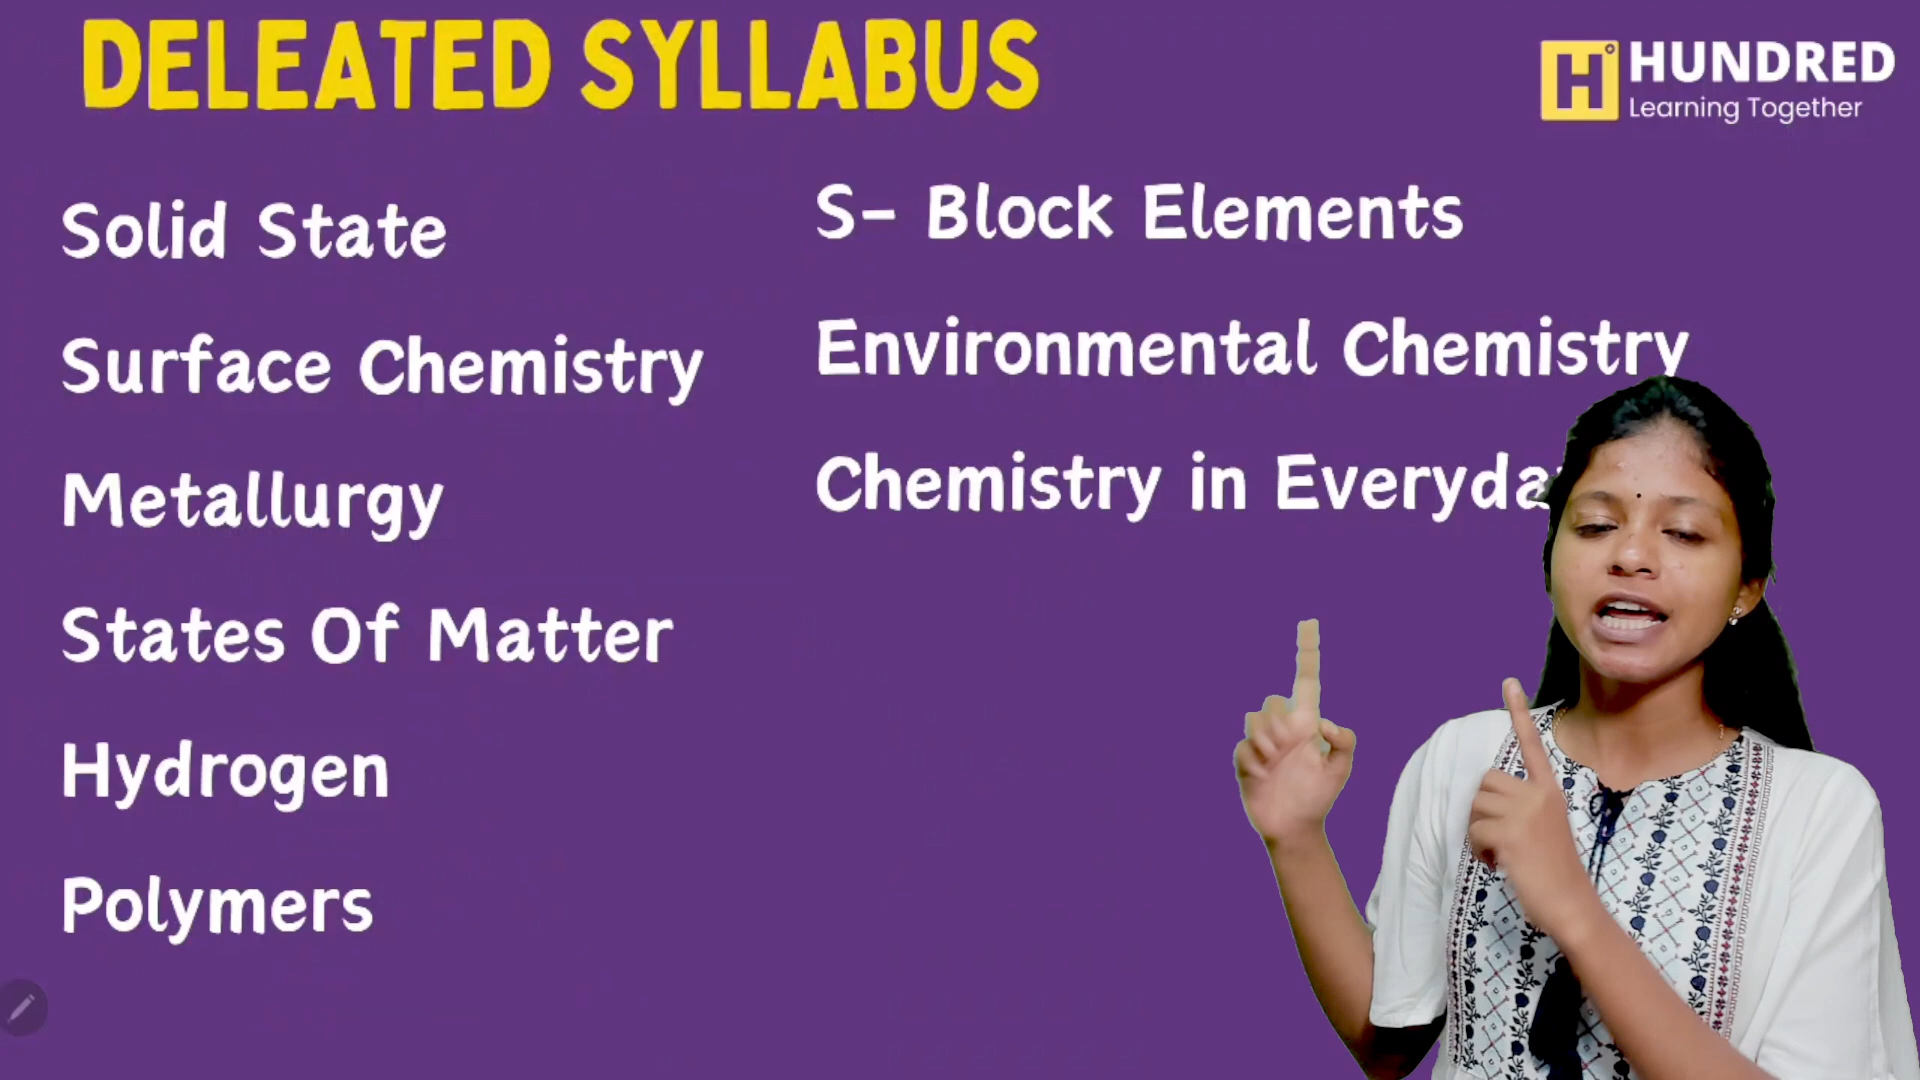 DELEATED SYLLABUS
HUNDRED
Learning Together
Solid State
Surface Chemistry
Metallurgy
States Of Matter
Hydrogen
Polymers
S- Block Elements
Environmental Chemistry
Chemistry in